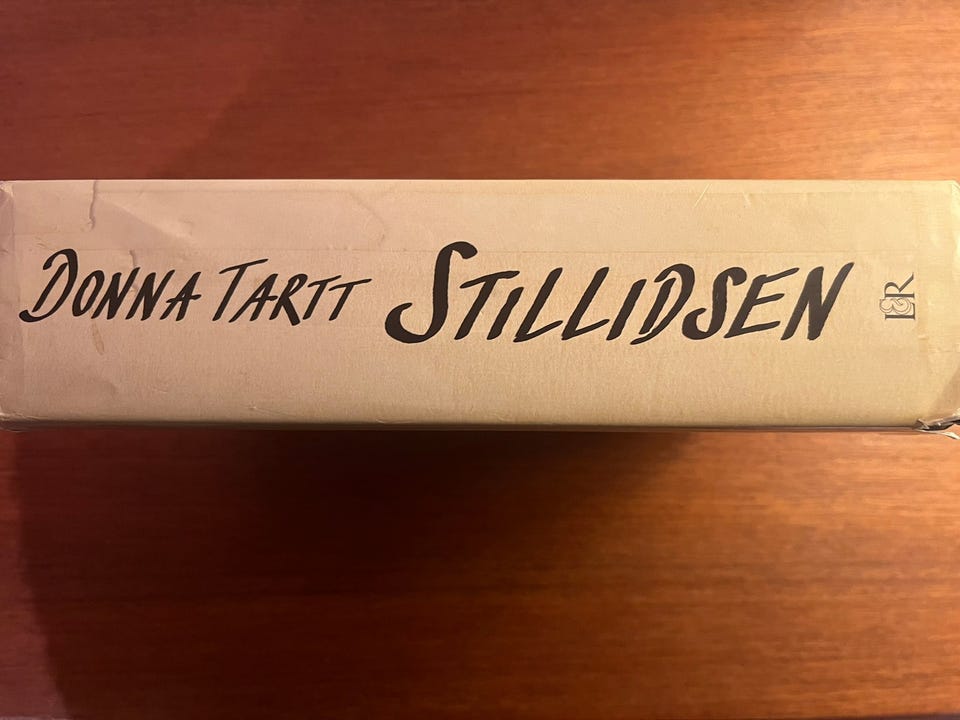 DONNA TARTT STILLIDSEN L&R